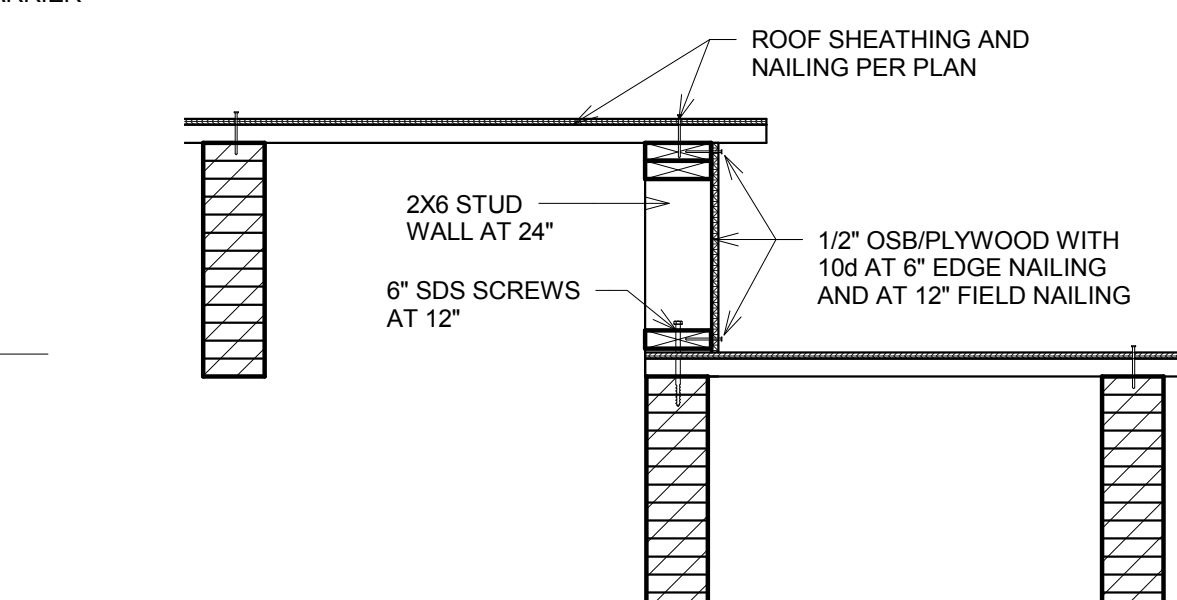 ROOF SHEATHING AND
NAILING PER PLAN
2X6 STUD
WALL AT 24"
1/2" OSB/PLYWOOD WITH
10d AT 6" EDGE NAILING
AND AT 12" FIELD NAILING
6" SDS SCREWS
AT 12"